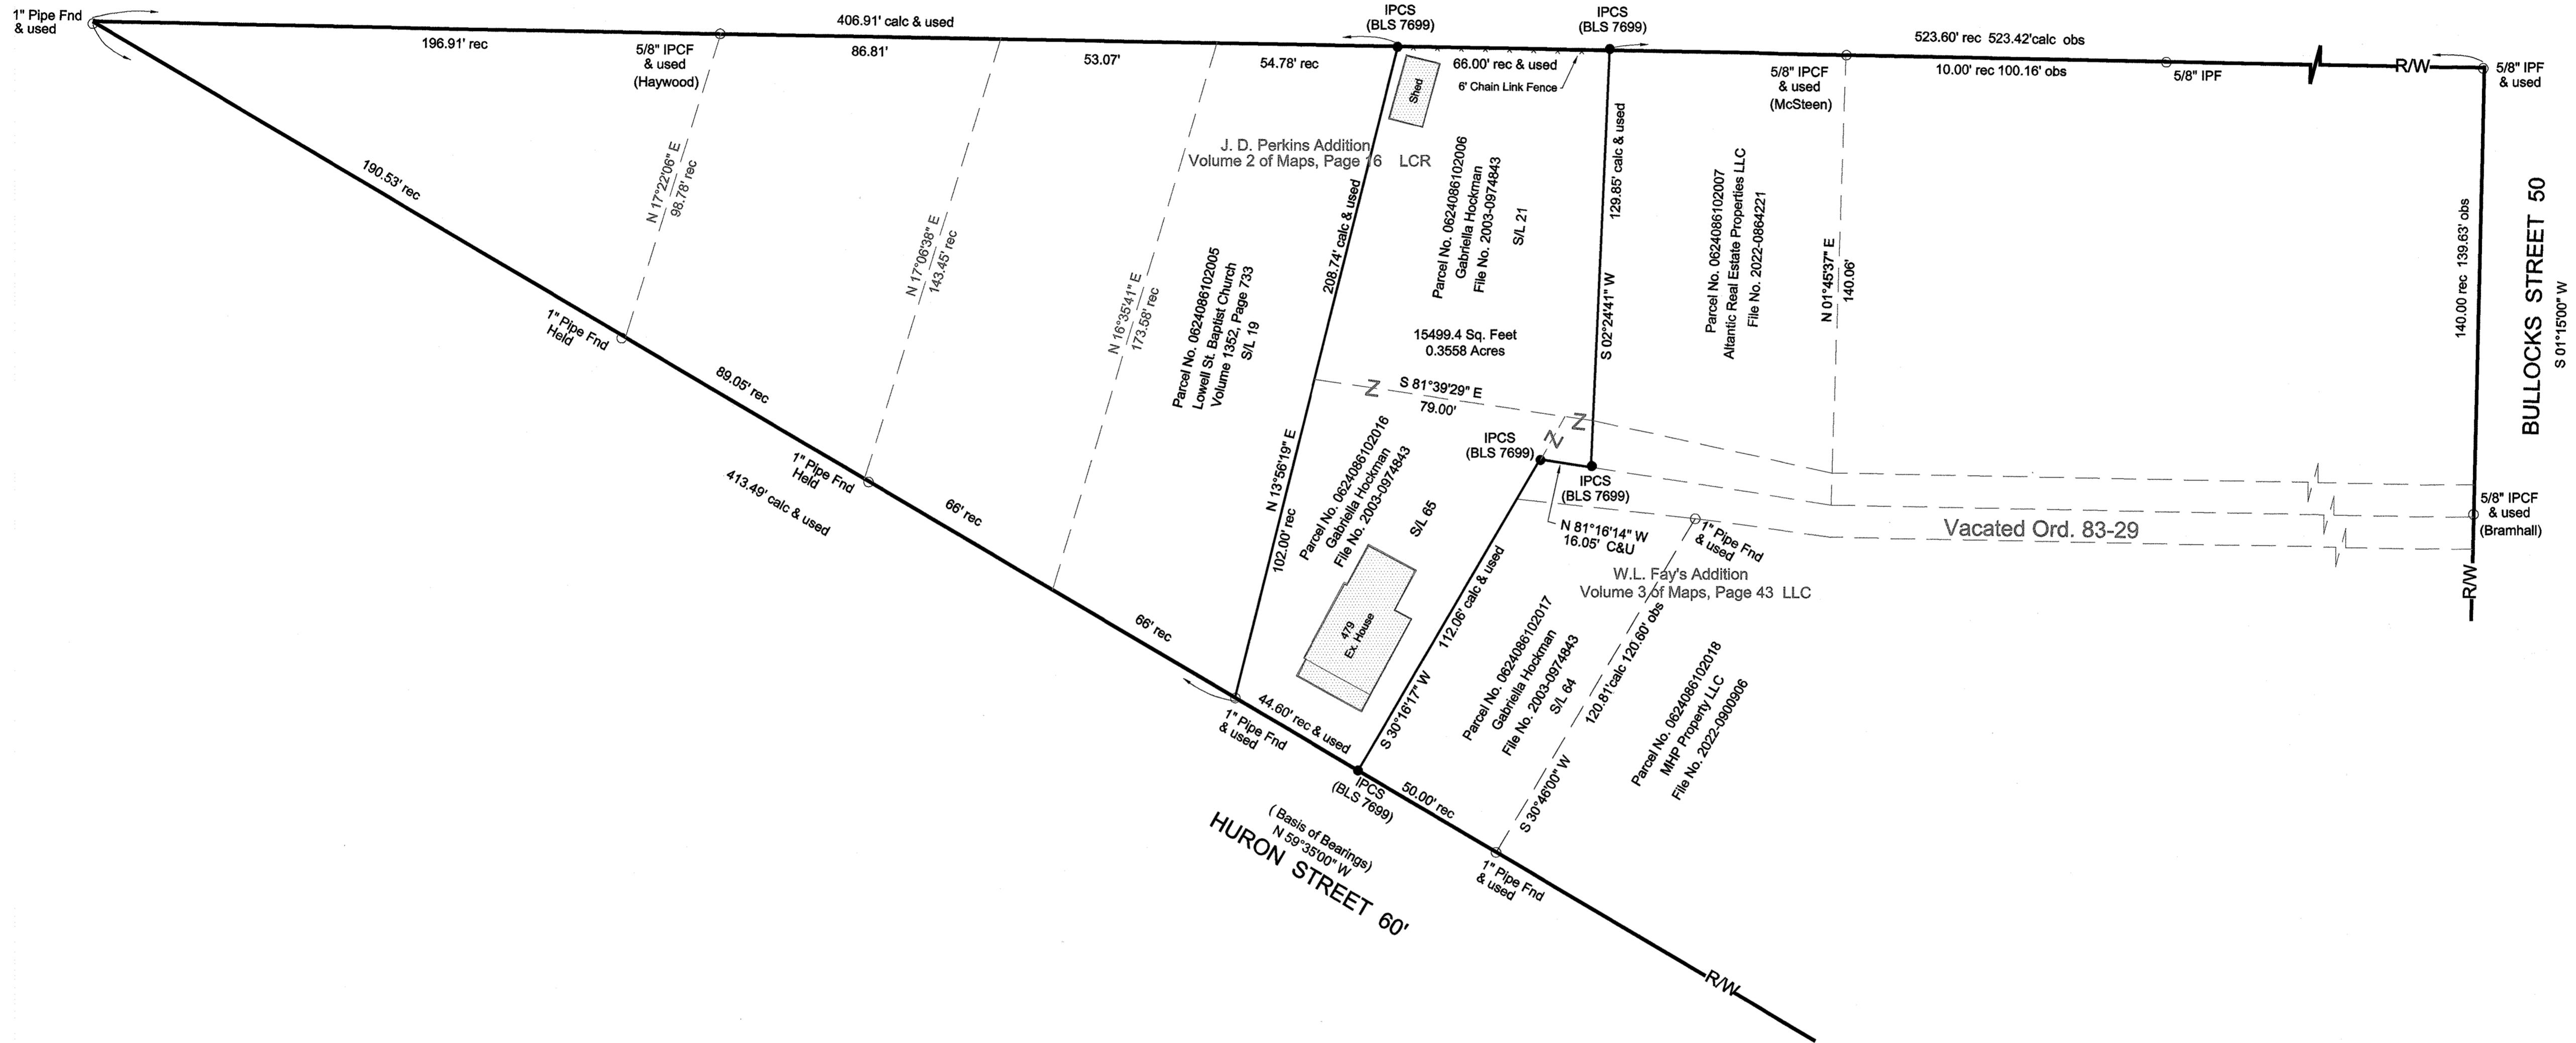 1" Pipe Fnd
& used
406.91' calc & used
196.91' rec
5/8" IPCF
& used
(Haywood)
86.81'
53.07'
54.78' rec
IPCS
(BLS 7699)
66.00' rec & used
6' Chain Link Fence
IPCS
(BLS 7699)
523.60' rec 523.42'calc obs
5/8" IPCF
& used
(McSteen)
10.00' rec 100.16' obs
5/8" IPF
R/W
5/8" IPF
& used
190.53' rec
N 17°22'06" E
98.78' rec
N 17°06'38" E
143.45' rec
N 16°35'41" E
173.58' rec
J. D. Perkins Addition
Volume 2 of Maps, Page 16 LCR
Shed
208.74' calc & used
Parcel No. 0624086102005
Lowell St. Baptist Church
Volume 1352, Page 733
S/L 19
Parcel No. 0624086102006
Gabriella Hockman
File No. 2003-0974843
S/L 21
15499.4 Sq. Feet
0.3558 Acres
129.85' calc & used
S 02°24'41" W
Parcel No. 0624086102007
Altantic Real Estate Properties LLC
File No. 2022-0864221
N 01°45'37" E
140.06'
140.00 rec 139.63' obs
BULLOCKS STREET 50
S 01°15'00" W
1" Pipe Fnd
Held
89.05' rec
1" Pipe Fnd
Held
413.49' calc & used
66' rec
66' rec
N 13°56'19" E
102.00' rec
Z
S 81°39'29" E
79.00'
Z
Z
IPCS
(BLS 7699)
IPCS
(BLS 7699)
N 81°16'14" W
16.05' C&U
Parcel No. 0624086102016
Gabriella Hockman
File No. 2003-0974843
S/L 65
479
Ex. House
1" Pipe Fnd
& used
Vacated Ord. 83-29
5/8" IPCF
& used
(Bramhall)
R/W
W.L. Fay's Addition
Volume 3 of Maps, Page 43 LLC
112.06' calc & used
S 30°16'17" W
Parcel No. 0624086102017
Gabriella Hockman
File No. 2003-0974843
S/L 64
120.81'calc 120.60' obs
S 30°46'00" W
Parcel No. 0624086102018
MHP Property LLC
File No. 2022-0900906
1" Pipe Fnd
& used
44.60' rec & used
IPCS
(BLS 7699)
50.00' rec
1" Pipe Fnd
& used
( Basis of Bearings)
N 59°35'00" W
HURON STREET 60'
R/W